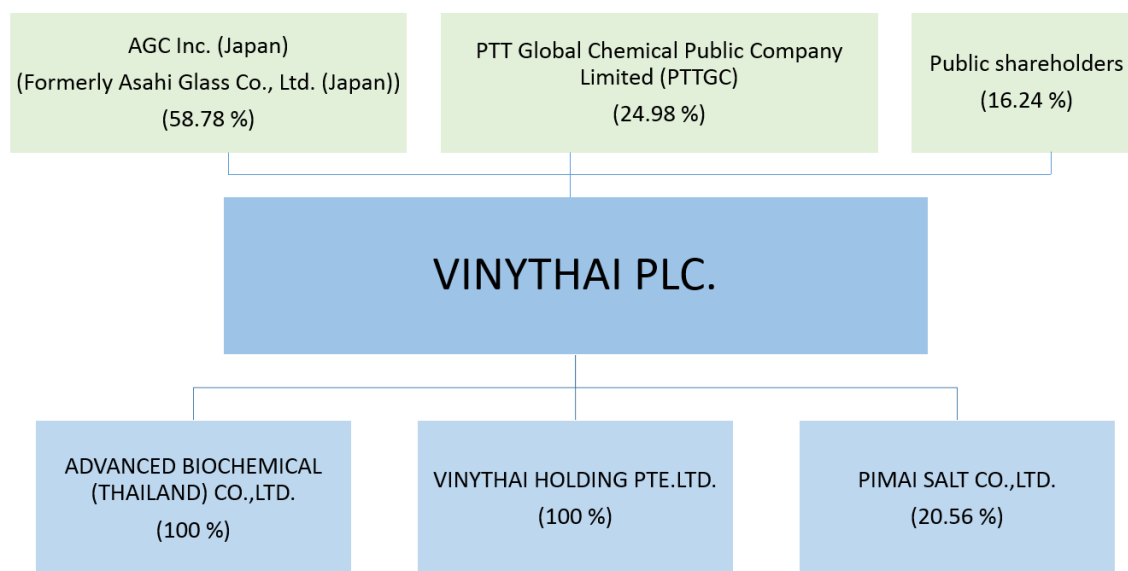 AGC Inc. (Japan)
(Formerly Asahi Glass Co., Ltd. (Japan))
(58.78 %)
PTT Global Chemical Public Company
Limited (PTTGC)
(24.98 %)
Public shareholders
(16.24 %)
VINYTHAI PLC.
ADVANCED BIOCHEMICAL
(THAILAND) CO.,LTD.
(100 %)
VINYTHAI HOLDING PTE.LTD.
(100 %)
PIMAI SALT CO.,LTD.
(20.56 %)